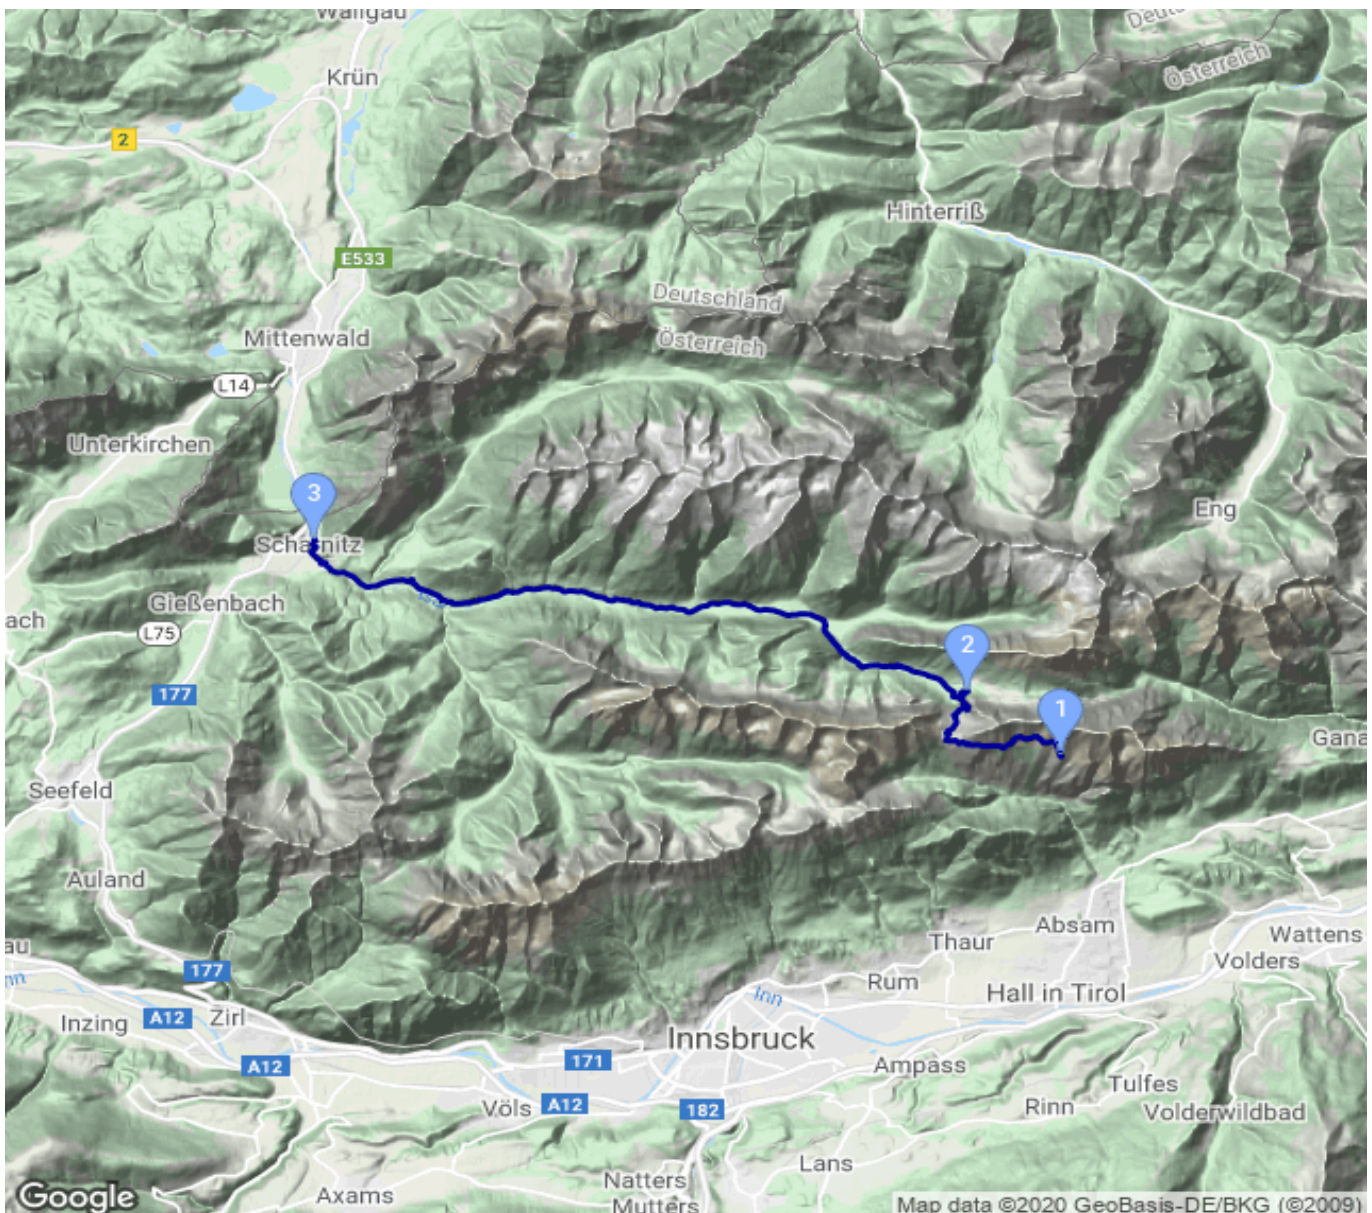 Wallgau
Deut
Krün
Österreich
2
Hinterriß
E533
Deutschland
Österreich
Mittenwald
L14
Unterkirchen
3
Eng
Scharnitz
Gießenbach
ach
L75
2
177
1
Gana
Seefeld
Auland
Absam
Thaur
Wattens
au
Volders
177
Rum
inn
Inn
Hall in Tirol
Inzing
A12
Zirl
Innsbruck
171
A12
Ampass
Tulfes
Völs
A12
182
Rinn
Volderwildbad
Lans
Natters
Axams
Mutters
Google
Map data ©2020 GeoBasis-DE/BKG (©2009)